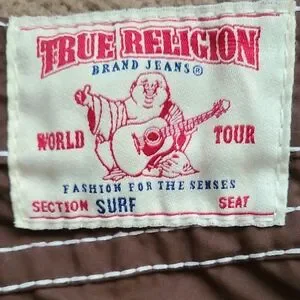 TRUE RELIGION
BRAND JEANS®
WORLD TOUR
FASHION FOR THE SENSES
SECTION SURF SEAT